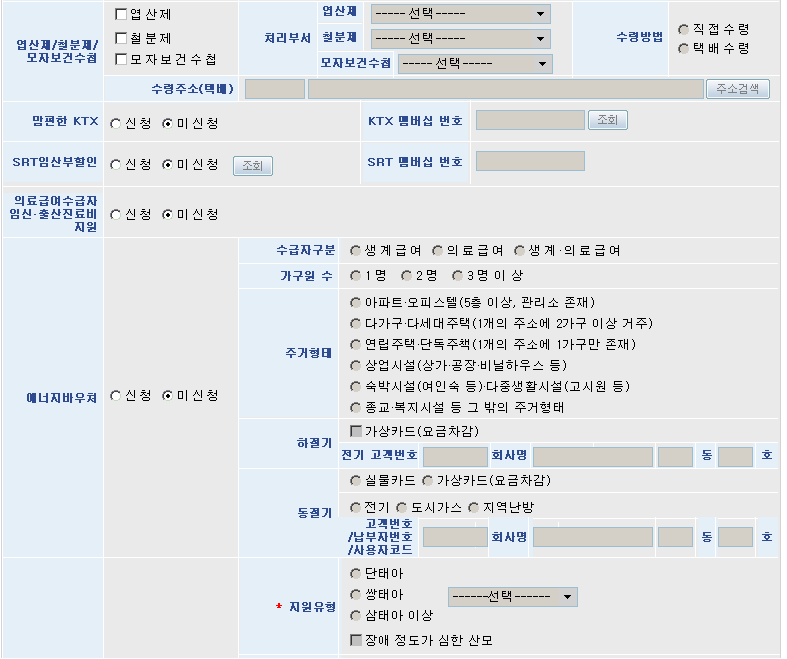 엽산제/철분제/
모자보건수첩
엽산제
철분제
모자보건수첩
처리부서
엽산제 ----- 선택-----
철분제 ----- 선택-----
모자보건수첩 ----- 선택-----
수령방법
직접수령
택배수령
수령주소(택배) 주소검색
맘편한 KTX 신청 미신청 KTX 멤버십 번호 조회
SRT임산부할인 신청 미신청 조회 SRT 멤버십 번호
의료급여수급자
임신·출산진료비
지원
신청 미신청
에너지바우처 신청 미신청
수급자구분 생계급여 의료급여 생계·의료급여
가구원 수 1명 2명 3명 이상
주거형태
아파트·오피스텔(5층 이상, 관리소 존재)
다가구·다세대주택(1개의 주소에 2가구 이상 거주)
연립주택·단독주책(1개의 주소에 1가구만 존재)
상업시설(상가·공장·비닐하우스 등)
숙박시설(여인숙 등)·다중생활시설(고시원 등)
종교·복지시설 등 그 밖의 주거형태
하절기
가상카드(요금차감)
전기 고객번호 회사명 동 호
동절기
실물카드 가상카드(요금차감)
전기 도시가스 지역난방
고객번호
/납부자번호
/사용자코드
회사명 동 호
* 지원유형
단태아
쌍태아
삼태아 이상
------선택------
장애 정도가 심한 산모